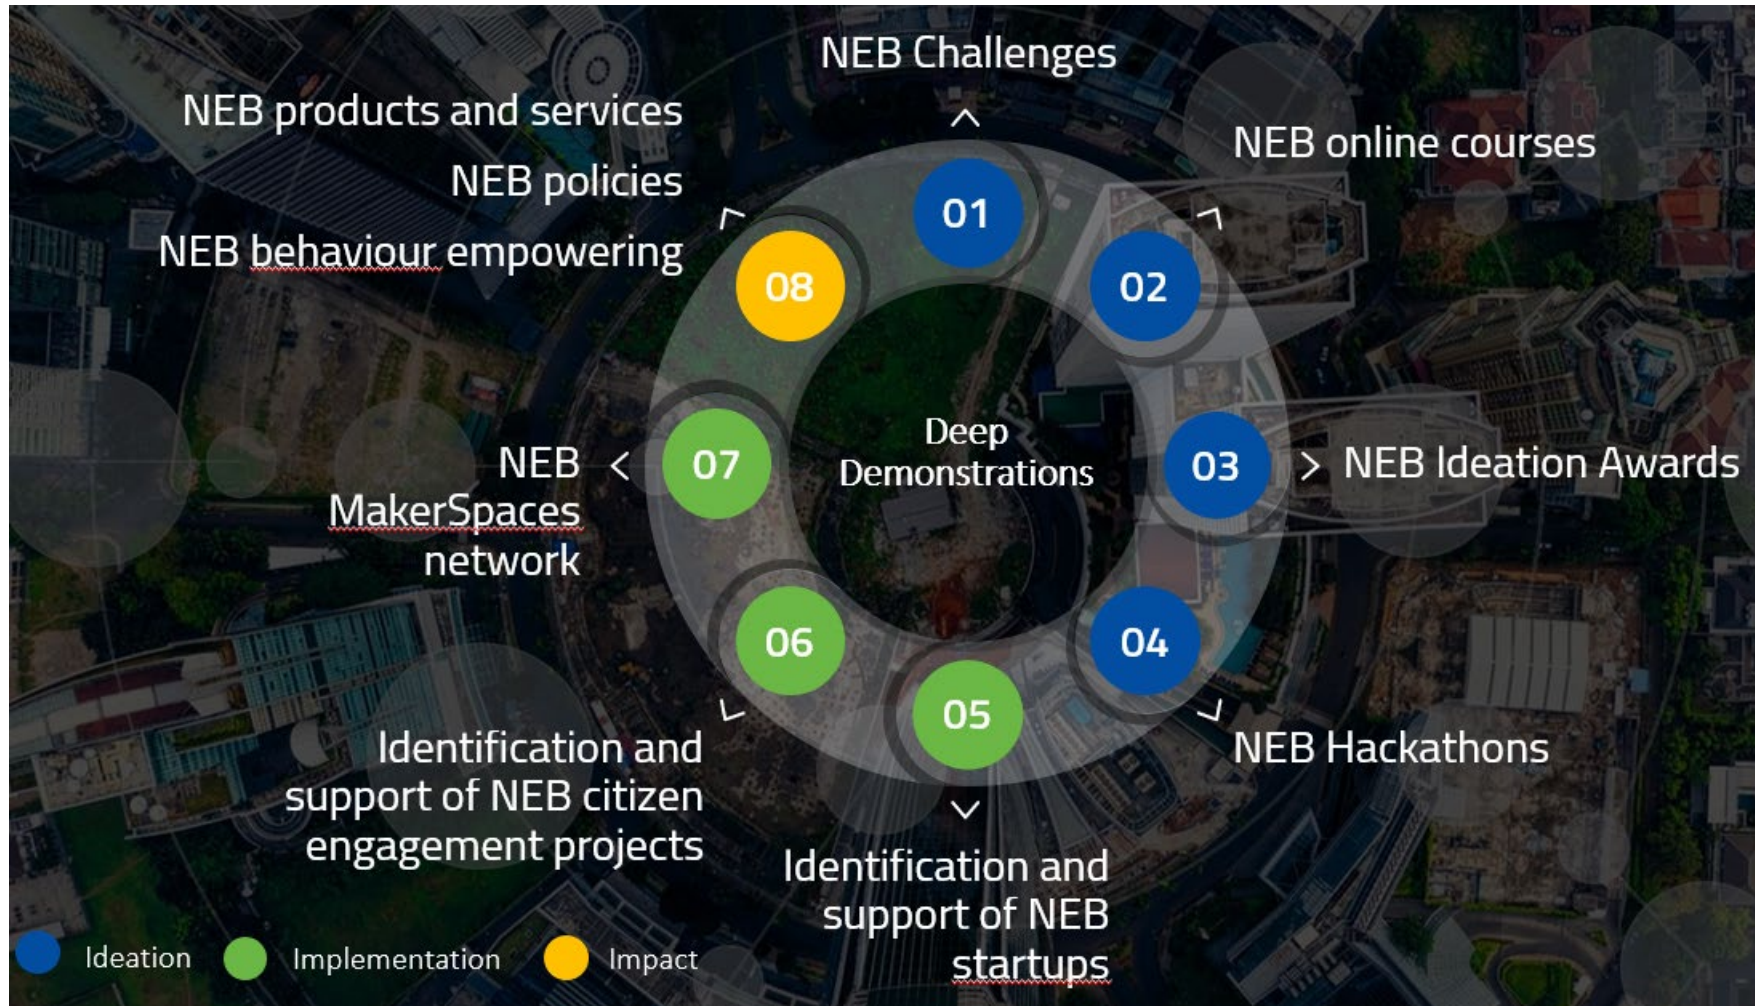 NEB Challenges
01
NEB online courses
02
03
NEB Ideation Awards
04
NEB Hackathons
05
Identification and
support of NEB
startups
06
Identification and
support of NEB citizen
engagement projects
07
NEB
MakerSpaces
network
08
NEB products and services
NEB policies
NEB behaviour empowering
Deep
Demonstrations
Ideation
Implementation
Impact